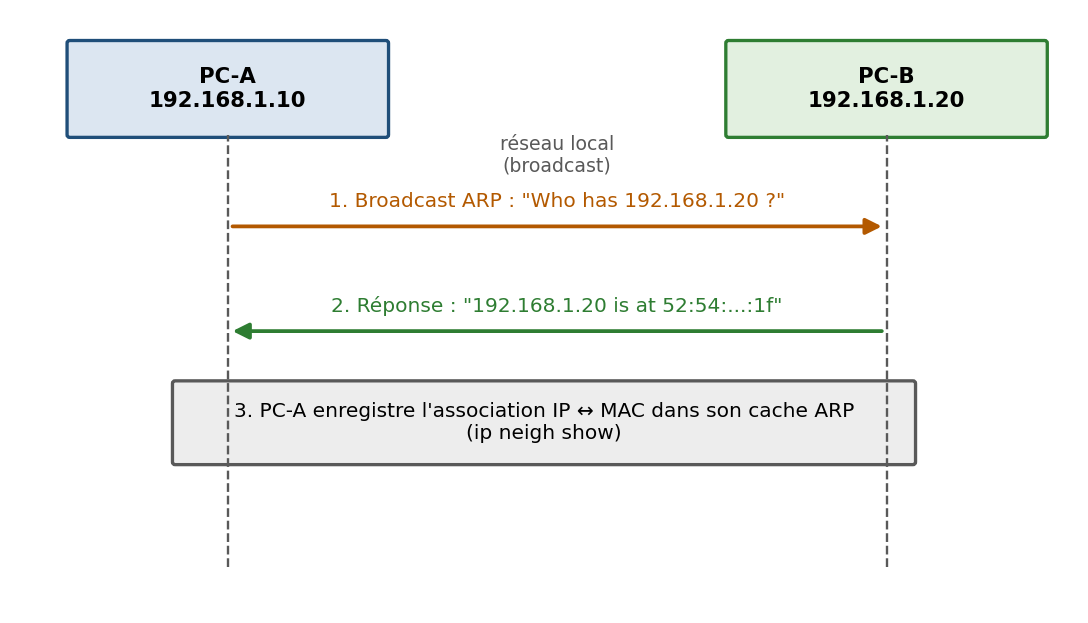 PC-A
192.168.1.10
PC-B
192.168.1.20
réseau local
(broadcast)
1. Broadcast ARP : "Who has 192.168.1.20 ?"
2. Réponse : "192.168.1.20 is at 52:54:...:1f"
3. PC-A enregistre l'association IP ↔ MAC dans son cache ARP
(ip neigh show)